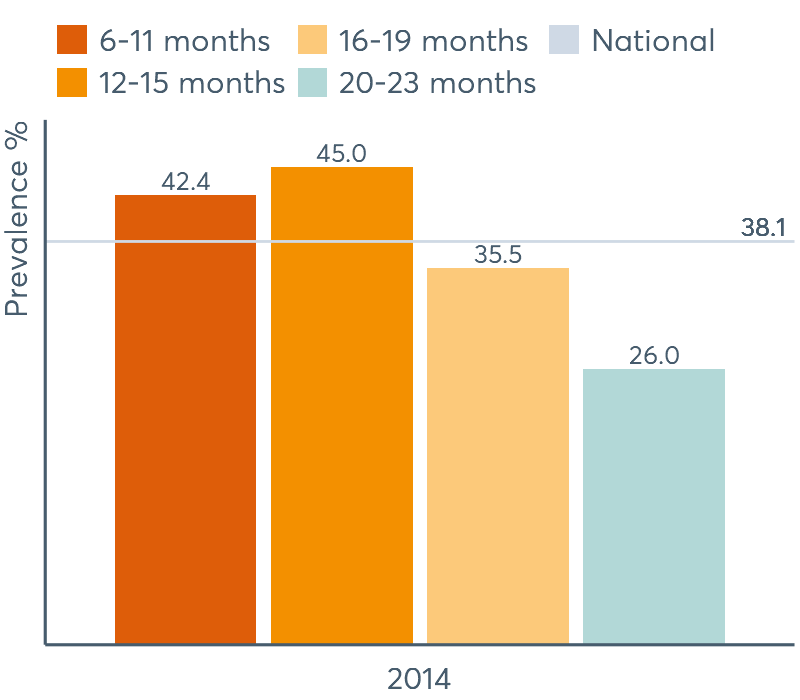 6-11 months 16-19 months National
12-15 months 20-23 months
Prevalence %
42.4
45.0
35.5
26.0
38.1
2014